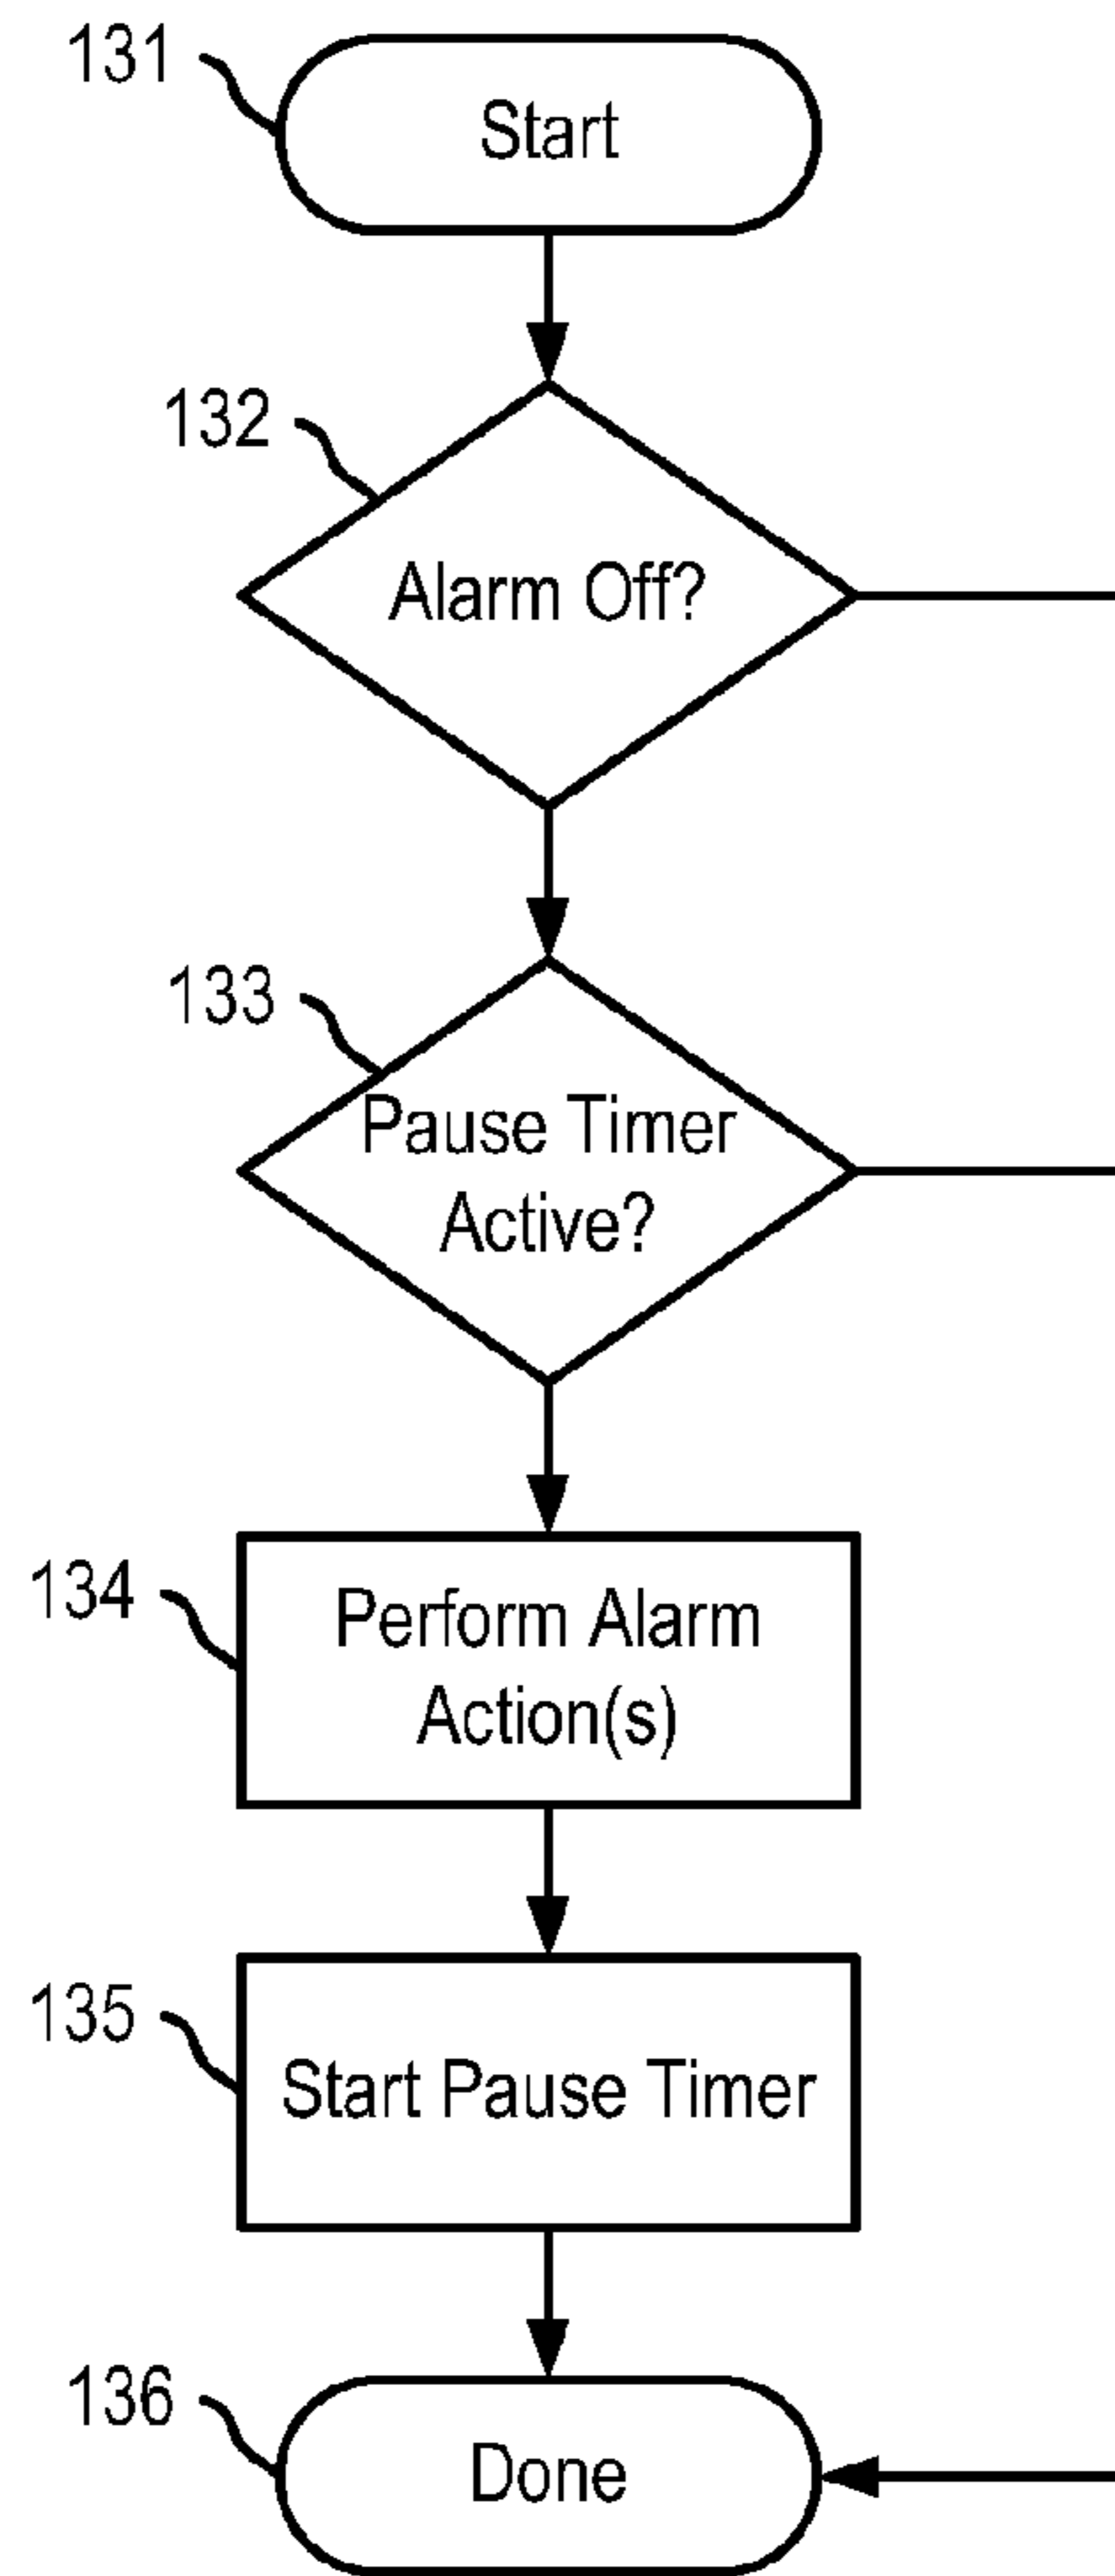 131
Start
132
Alarm Off?
133
Pause Timer
Active?
134
Perform Alarm
Action(s)
135
Start Pause Timer
136
Done